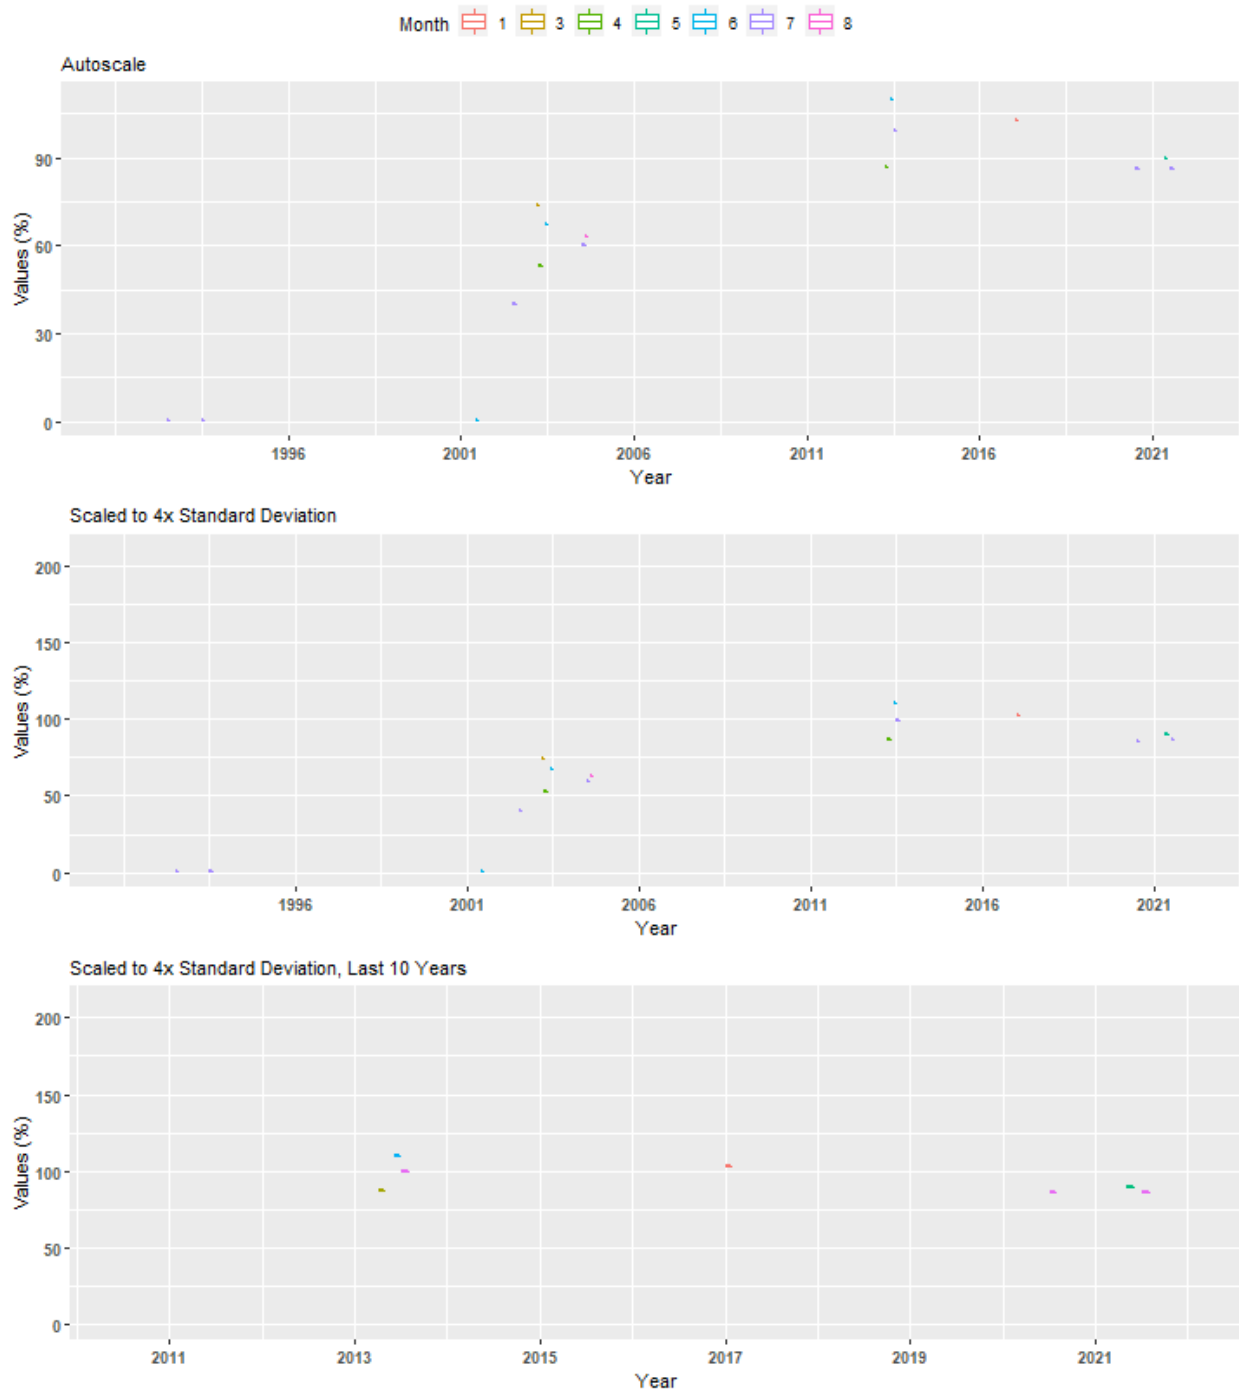 Month 1 3 4 5 6 7 8
Autoscale
Values (%)
90
60
30
0
1996 2001 2006 2011 2016 2021
Year
Scaled to 4x Standard Deviation
Values (%)
200
150
100
50
0
1996 2001 2006 2011 2016 2021
Year
Scaled to 4x Standard Deviation, Last 10 Years
Values (%)
200
150
100
50
0
2011 2013 2015 2017 2019 2021
Year